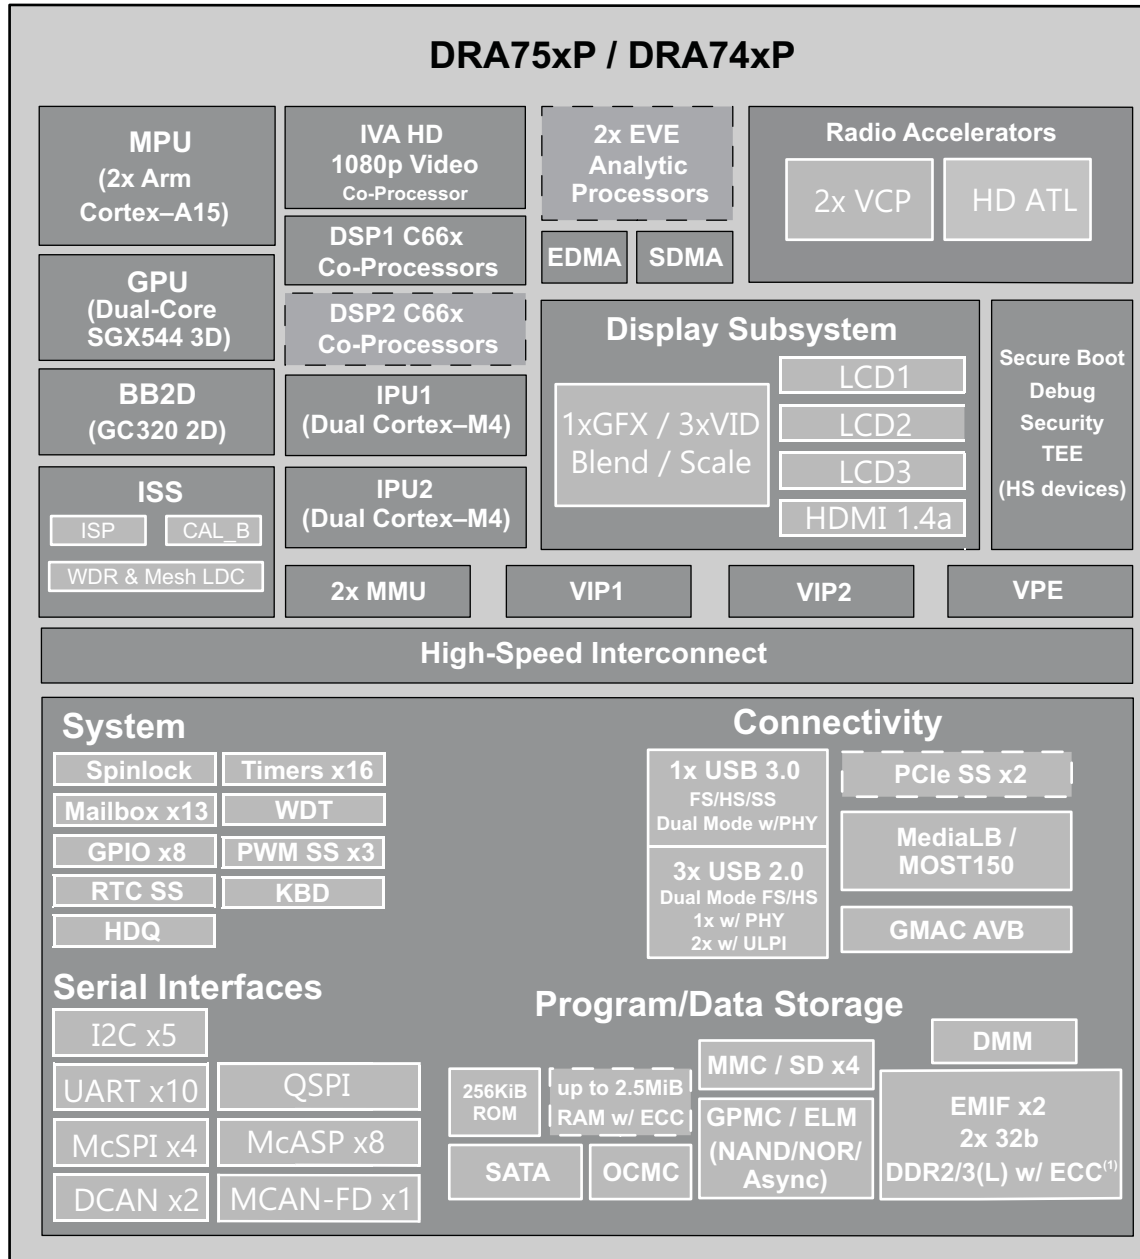 DRA75xP / DRA74xP
MPU
(2x Arm
Cortex–A15)
GPU
(Dual-Core
SGX544 3D)
BB2D
(GC320 2D)
ISS
ISP
CAL_B
WDR & Mesh LDC
IVA HD
1080p Video
Co-Processor
DSP1 C66x
Co-Processors
DSP2 C66x
Co-Processors
IPU1
(Dual Cortex–M4)
IPU2
(Dual Cortex–M4)
2x EVE
Analytic
Processors
EDMA
SDMA
Radio Accelerators
2x VCP
HD ATL
Display Subsystem
1xGFX / 3xVID
Blend / Scale
LCD1
LCD2
LCD3
HDMI 1.4a
Secure Boot
Debug
Security
TEE
(HS devices)
2x MMU
VIP1
VIP2
VPE
High-Speed Interconnect
System
Spinlock
Timers x16
Mailbox x13
WDT
GPIO x8
PWM SS x3
RTC SS
KBD
HDQ
Connectivity
1x USB 3.0
FS/HS/SS
Dual Mode w/PHY
3x USB 2.0
Dual Mode FS/HS
1x w/ PHY
2x w/ ULPI
PCIe SS x2
MediaLB /
MOST150
GMAC AVB
Serial Interfaces
I2C x5
UART x10
QSPI
McSPI x4
McASP x8
DCAN x2
MCAN-FD x1
Program/Data Storage
256KiB
ROM
up to 2.5MiB
RAM w/ ECC
SATA
OCMC
MMC / SD x4
GPMC / ELM
(NAND/NOR/
Async)
DMM
EMIF x2
2x 32b
DDR2/3(L) w/ ECC(1)